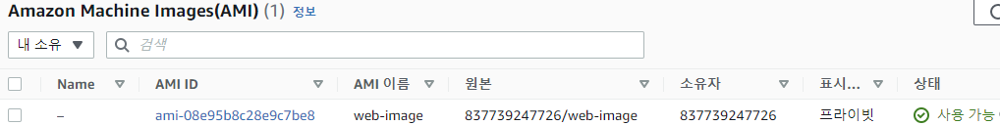 Amazon Machine Images(AMI) (1) 정보
내 소유 검색
Name AMI ID AMI 이름 원본 소유자 표시... 상태
– ami-08e95b8c28e9c7be8 web-image 837739247726/web-image 837739247726 프라이빗 사용 가능